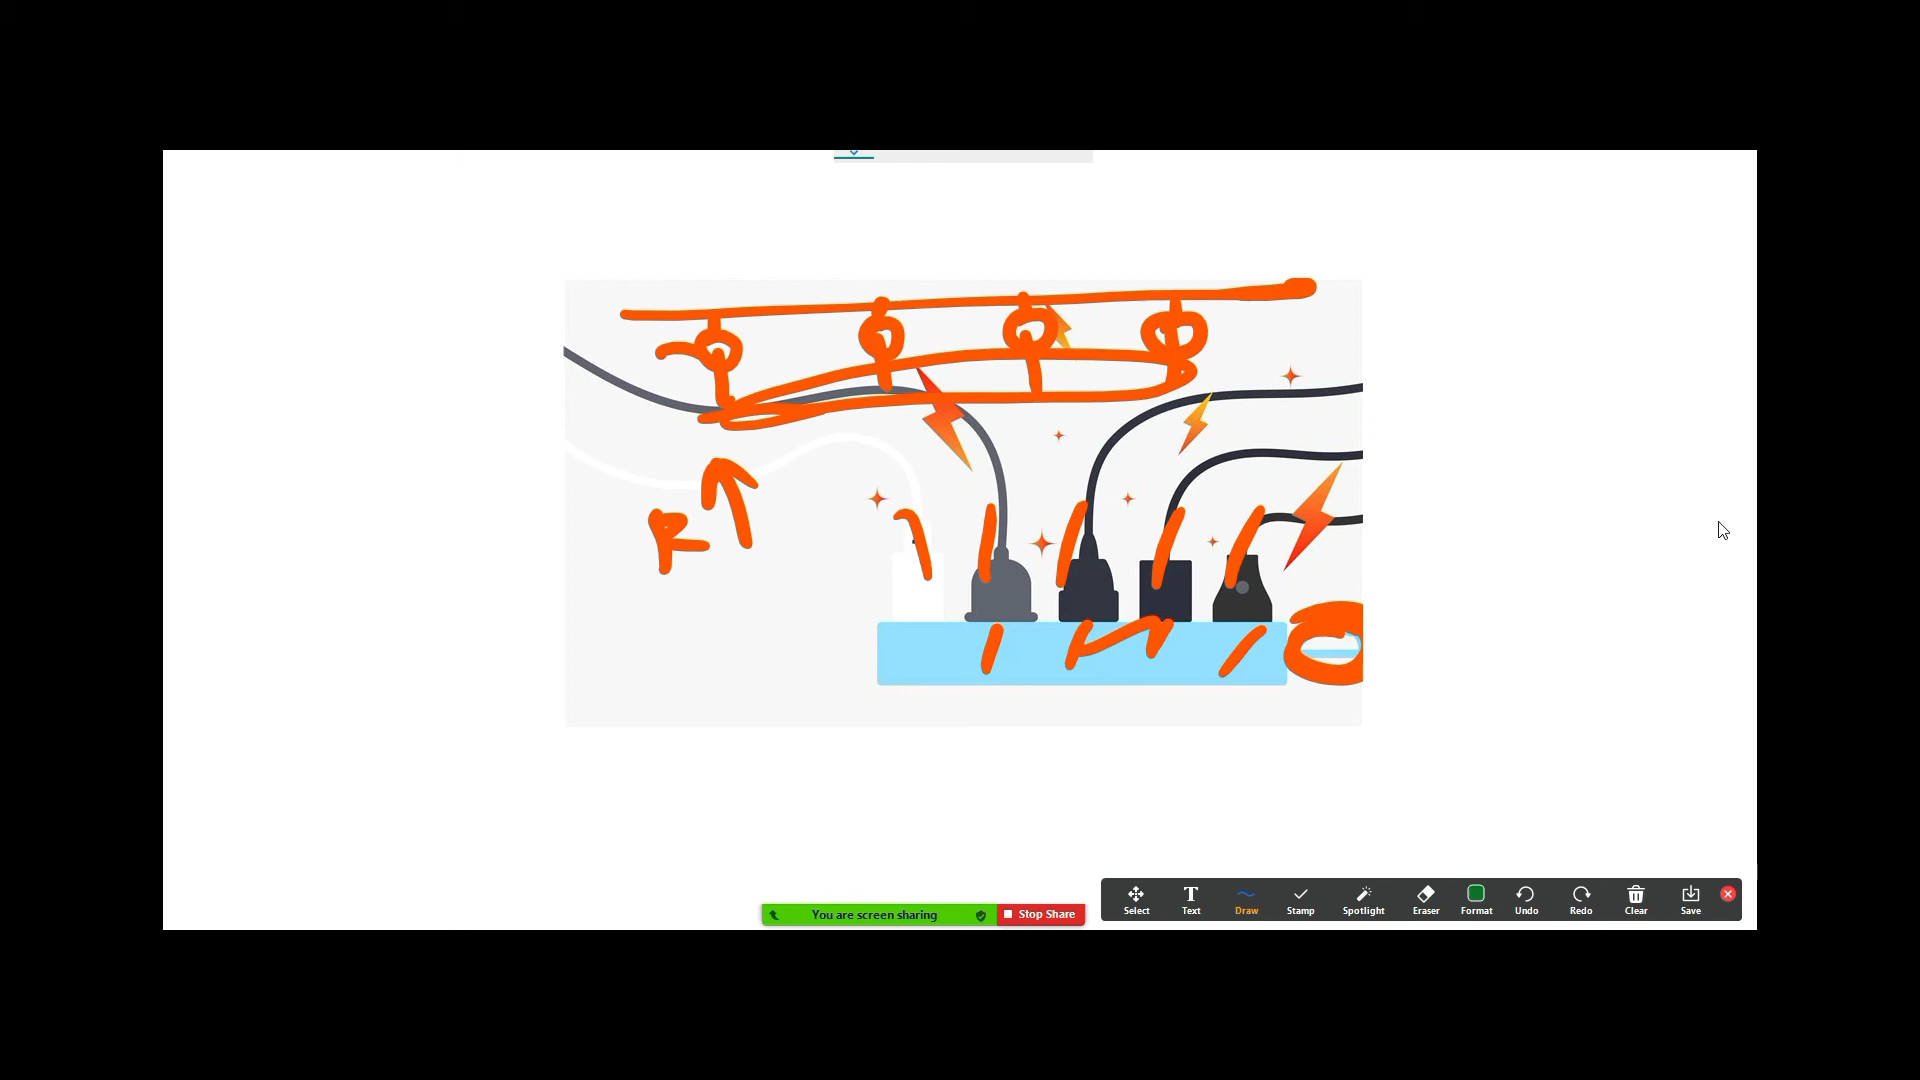 R
You are screen sharing
Stop Share
Select Text Draw Stamp Spotlight Eraser Format Undo Redo Clear Save